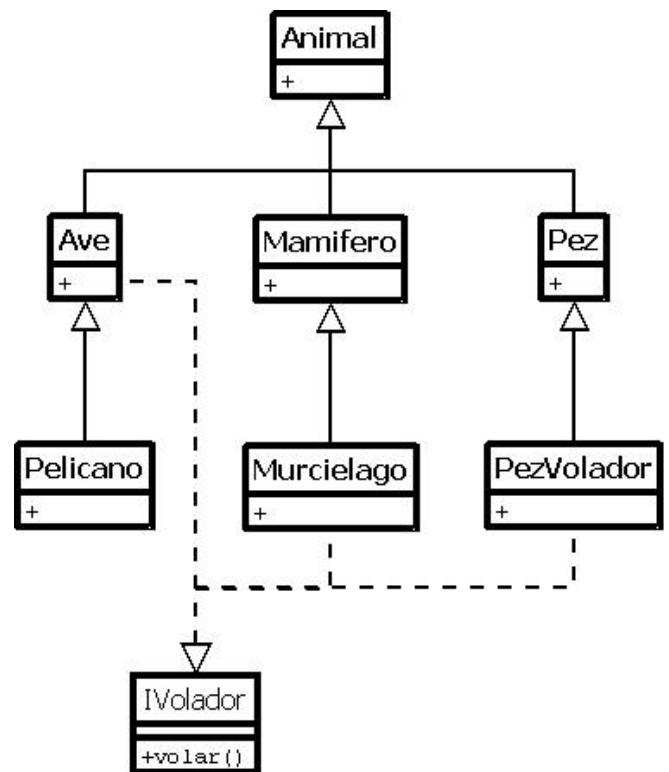 Animal
+
Ave
+
Mamifero
+
Pez
+
Pelicano
+
Murcielago
+
PezVolador
+
IVolador
+volar()